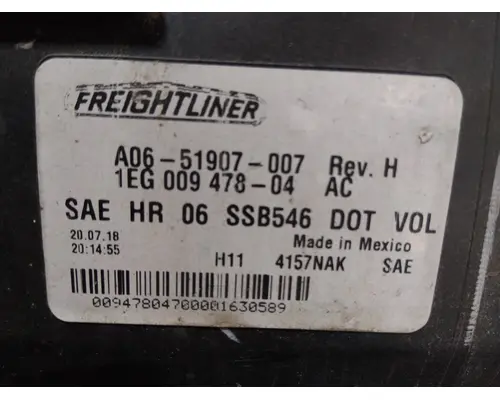 FREIGHTLINER
A06-51907-007 Rev. H
1EG 009 478-04 AC
SAE HR 06 SSB546 DOT VOL
20.07.18 Made in Mexico
20:14:55
H11 4157NAK SAE
00947804700001630589